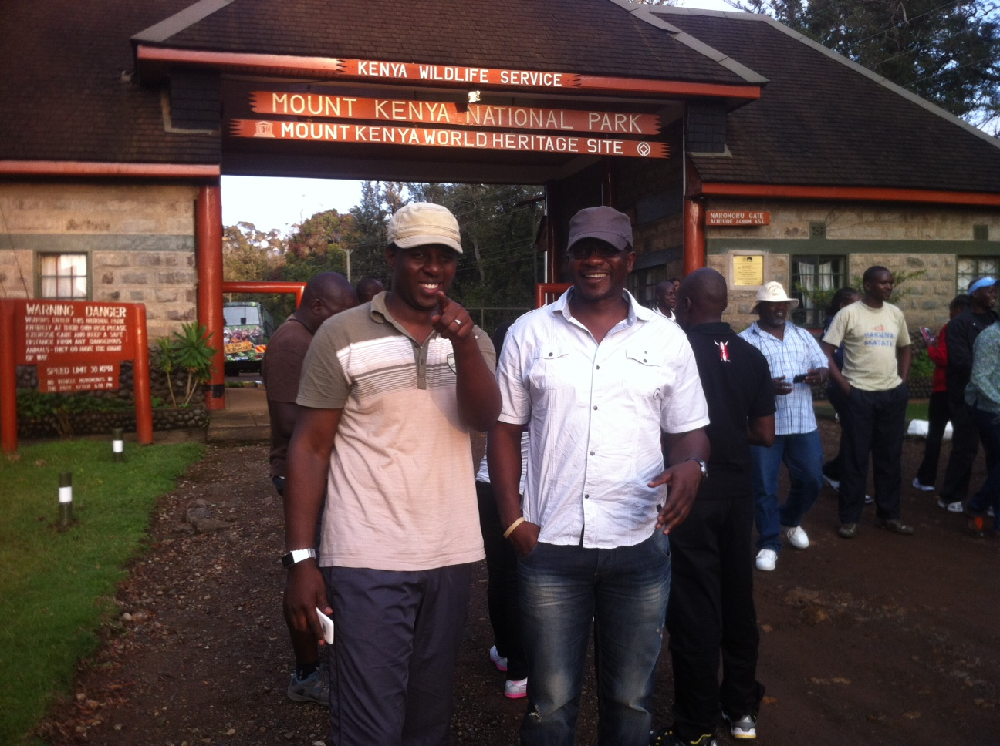 KENYA WILDLIFE SERVICE
MOUNT KENYA NATIONAL PARK
MOUNT KENYA WORLD HERITAGE SITE
NAROMORU GATE
ALTITUDE 2600M ASL
WARNING DANGER
VISITORS ENTER THIS NATIONAL PARK
ENTIRELY AT THEIR OWN RISK PLEASE
EXERCISE CARE AND KEEP A SAFE
DISTANCE FROM ANY DANGEROUS
ANIMALS - THEY DO HAVE THE RIGHT
OF WAY
SPEED LIMIT 30 KPH
NO VEHICLE MOVEMENTS IN
THE PARK AFTER
HAKUNA
MATATA